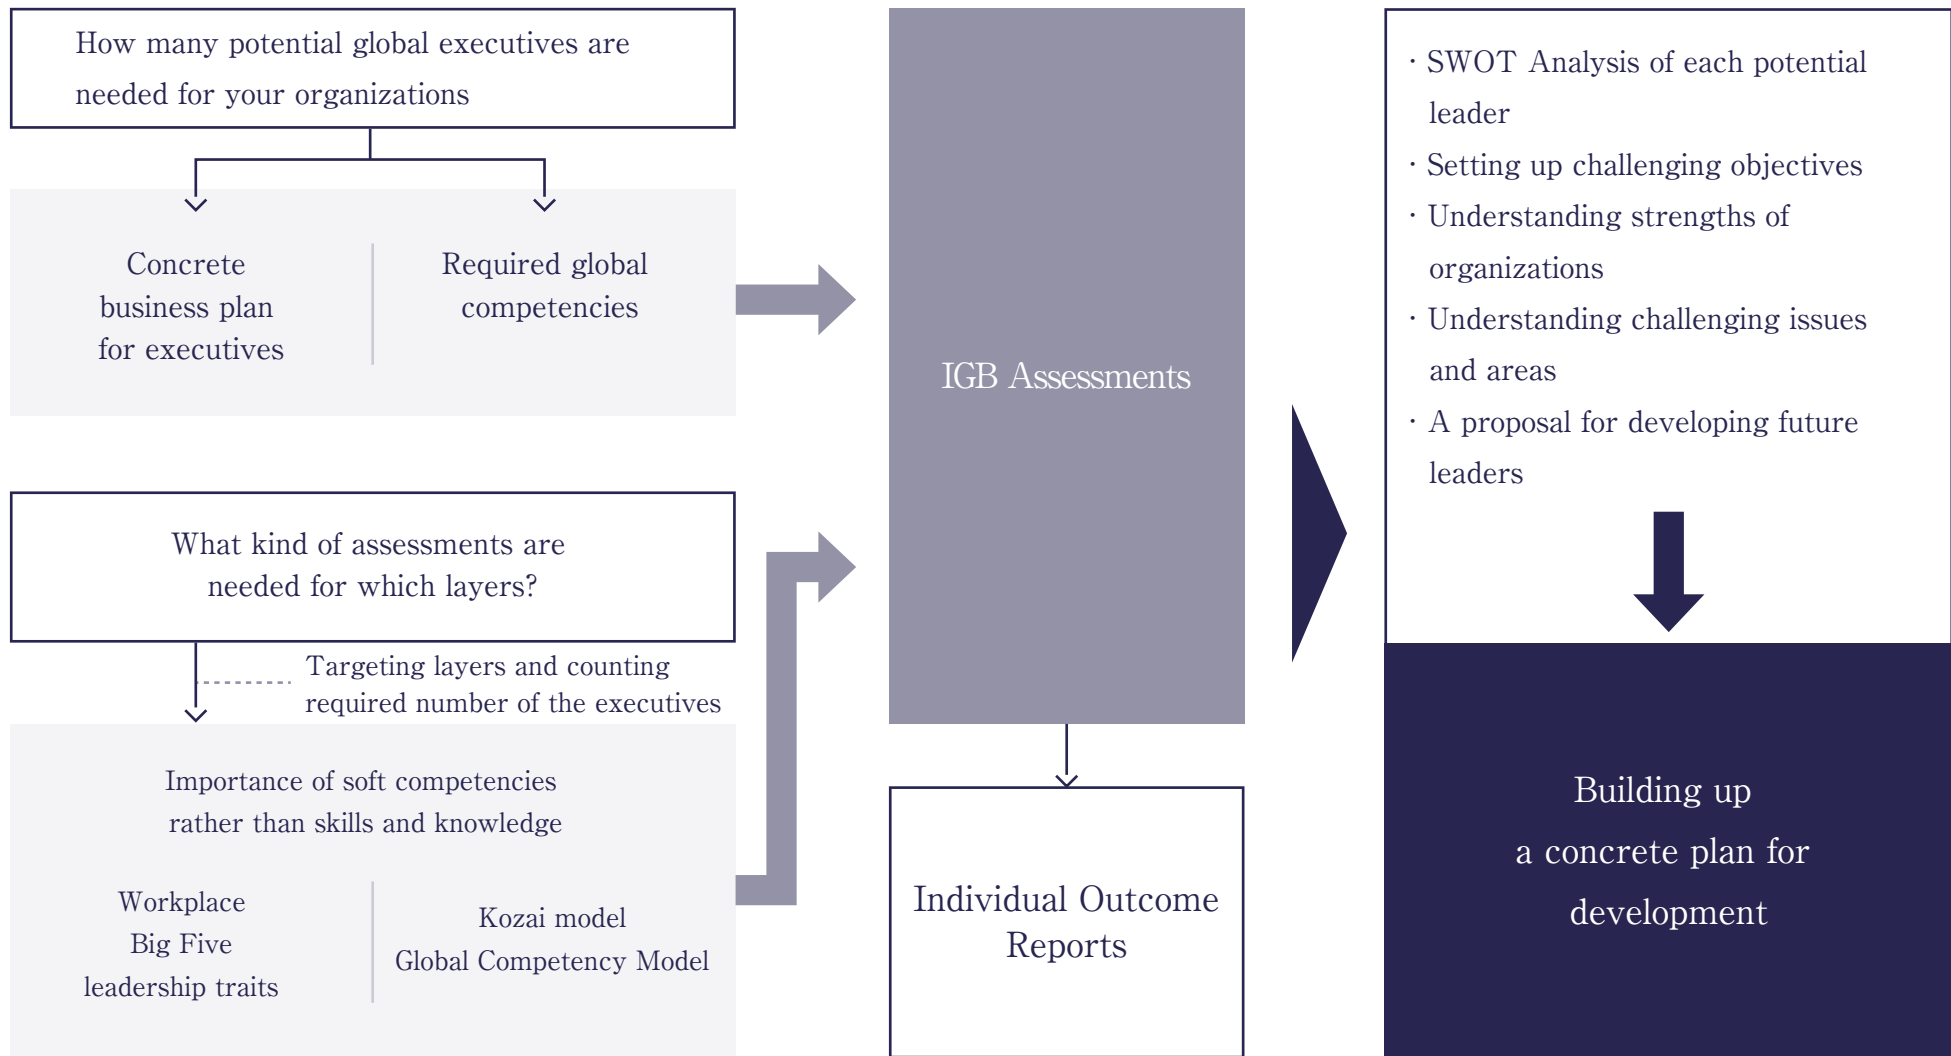 How many potential global executives are
needed for your organizations
Concrete
business plan
for executives
Required global
competencies
What kind of assessments are
needed for which layers?
Targeting layers and counting
required number of the executives
Importance of soft competencies
rather than skills and knowledge
Workplace
Big Five
leadership traits
Kozai model
Global Competency Model
IGB Assessments
Individual Outcome
Reports
· SWOT Analysis of each potential
leader
· Setting up challenging objectives
· Understanding strengths of
organizations
· Understanding challenging issues
and areas
· A proposal for developing future
leaders
Building up
a concrete plan for
development